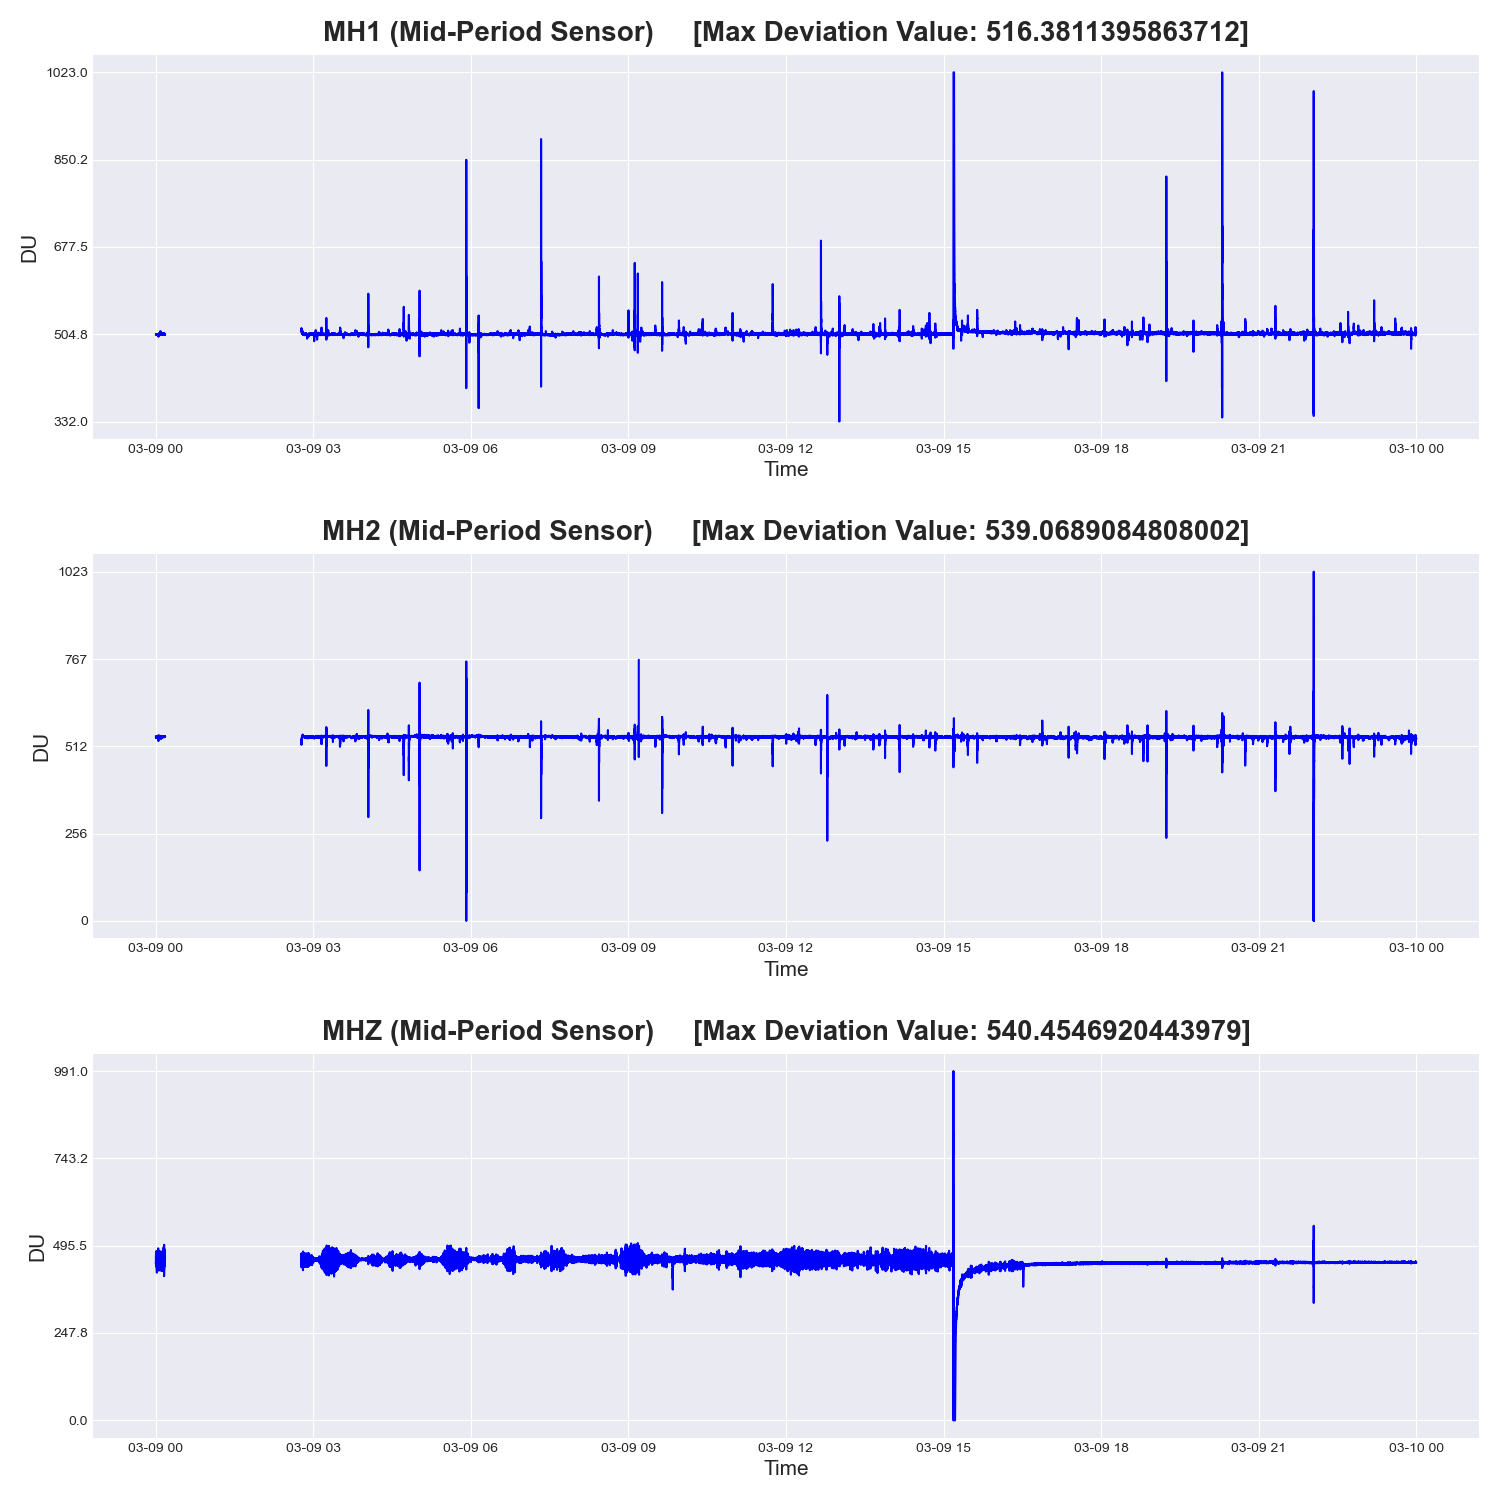 MH1 (Mid-Period Sensor) [Max Deviation Value: 516.3811395863712]
1023.0
850.2
677.5
504.8
332.0
DU
03-09 00 03-09 03 03-09 06 03-09 09 03-09 12 03-09 15 03-09 18 03-09 21 03-10 00
Time
MH2 (Mid-Period Sensor) [Max Deviation Value: 539.0689084808002]
1023
767
512
256
0
DU
03-09 00 03-09 03 03-09 06 03-09 09 03-09 12 03-09 15 03-09 18 03-09 21 03-10 00
Time
MHZ (Mid-Period Sensor) [Max Deviation Value: 540.4546920443979]
991.0
743.2
495.5
247.8
0.0
DU
03-09 00 03-09 03 03-09 06 03-09 09 03-09 12 03-09 15 03-09 18 03-09 21 03-10 00
Time